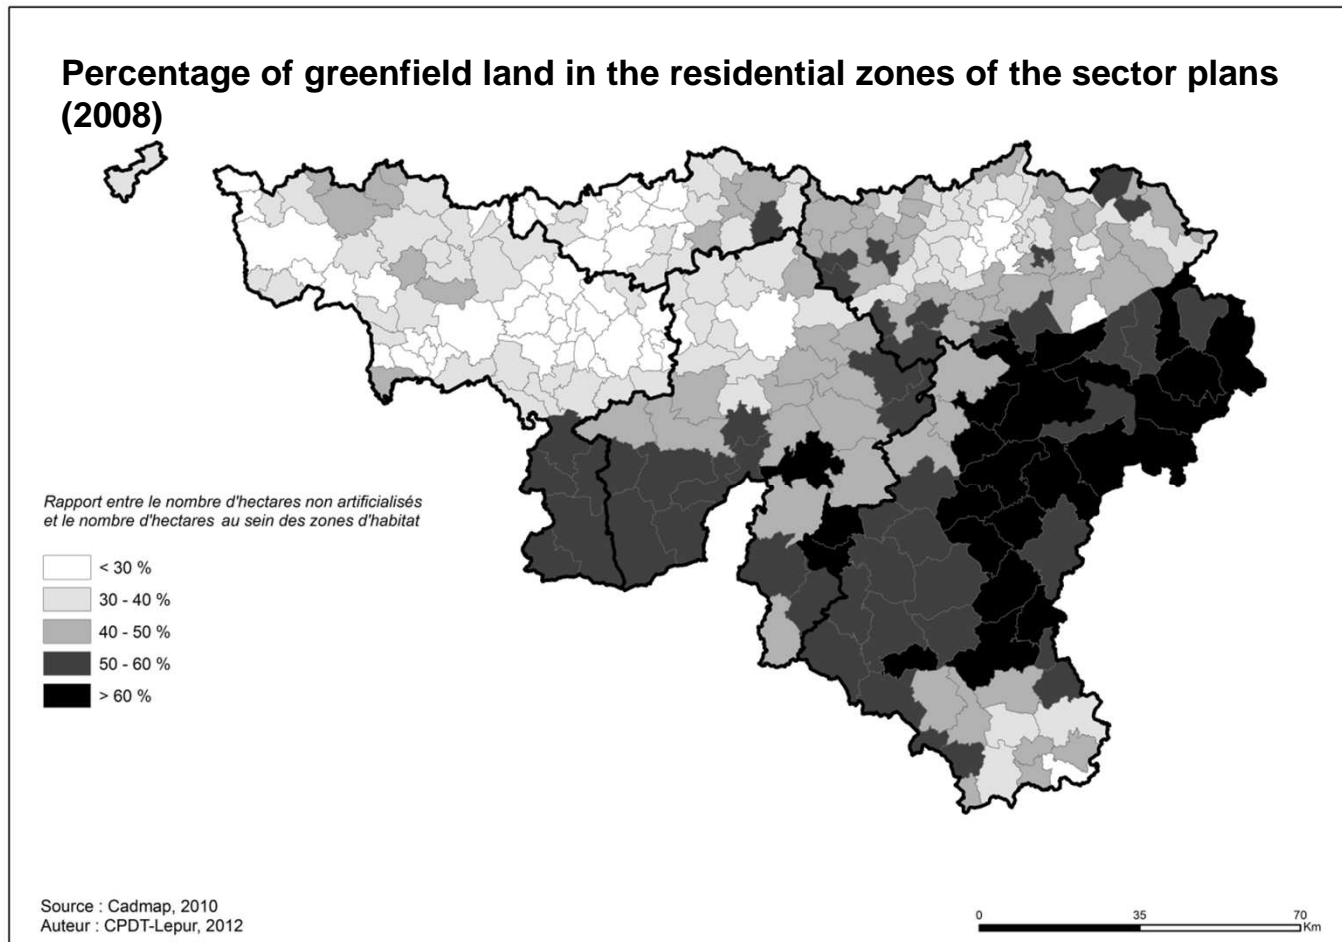 Percentage of greenfield land in the residential zones of the sector plans
(2008)
Rapport entre le nombre d'hectares non artificialisés
et le nombre d'hectares au sein des zones d'habitat
< 30 %
30 - 40 %
40 - 50 %
50 - 60 %
> 60 %
Source : Cadmap, 2010
Auteur : CPDT-Lepur, 2012
0 35 70
Km